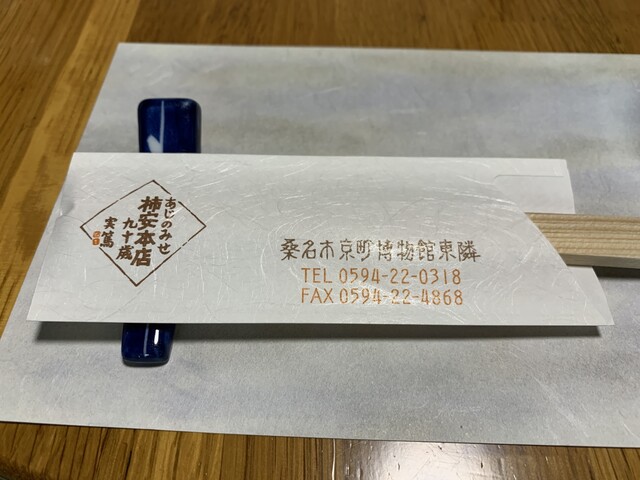 あじのみせ
柿安本店
九十歳
実篤
桑名市京町博物館東隣
TEL 0594-22-0318
FAX 0594-22-4868